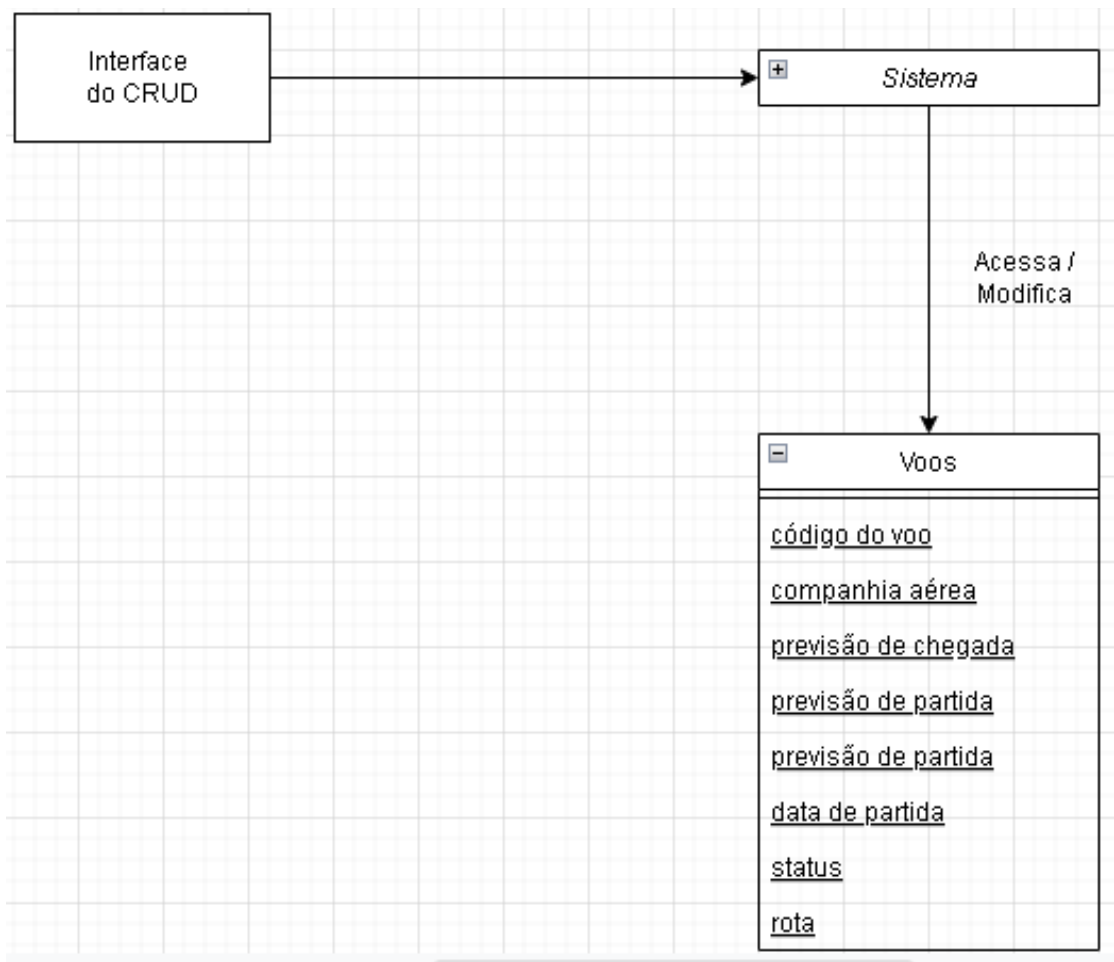 Interface
do CRUD
Sistema
Acessa /
Modifica
Voos
código do voo
companhia aérea
previsão de chegada
previsão de partida
previsão de partida
data de partida
status
rota